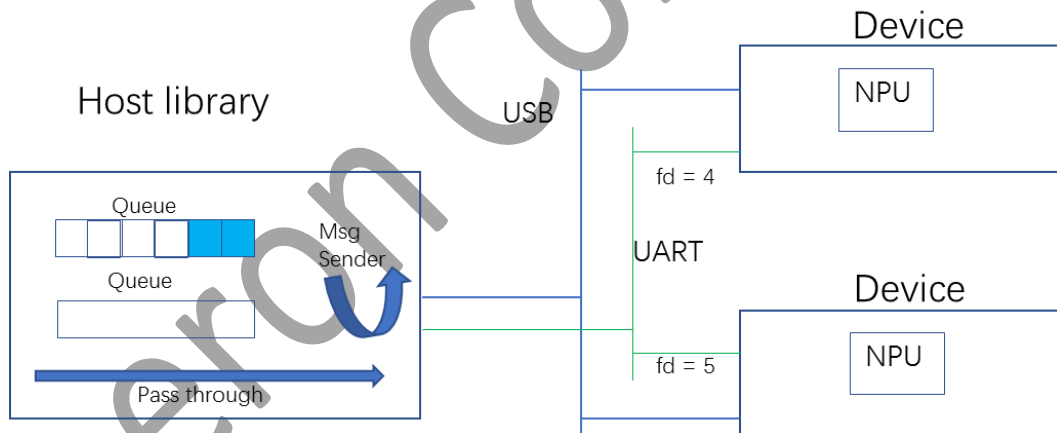 Device
NPU
Host library
USB
fd = 4
Queue
Msg
Sender
UART
Queue
Device
NPU
fd = 5
Pass through